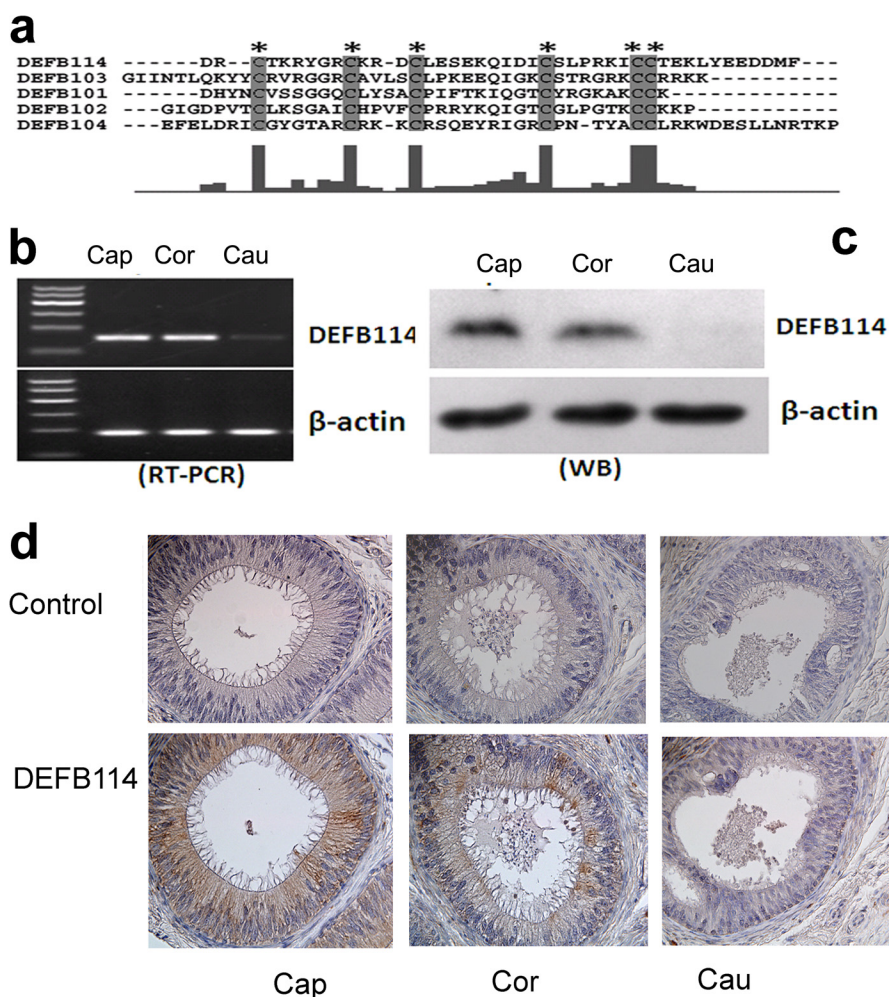 a
* * * * * *
DEFB114 ------DR--CTKRYGRCKR-DCLESEKQIDICSLPRKICCTEKLYEEDDMF---
DEFB103 GIINTLQKYYCRVRGGRCAVLSCLPKEEQIGKCSTRGRKCCRRKK----------
DEFB101 ------DHYNCVSSGGQCLYSACPIFTKIQGTCYRGKAKCCK-------------
DEFB102 ---GIGDPVTCLKSGAICHPVFCPRRYKQIGTCGLPGTKCCKKP-----------
DEFB104 ---EFELDRICGYGTARCRK-KCRSQEYRIGRCPN-TYACCLRKWDESLLNRTKP
b
Cap Cor Cau
DEFB114
β-actin
(RT-PCR)
c
Cap Cor Cau
DEFB114
β-actin
(WB)
d
Control
DEFB114
Cap Cor Cau